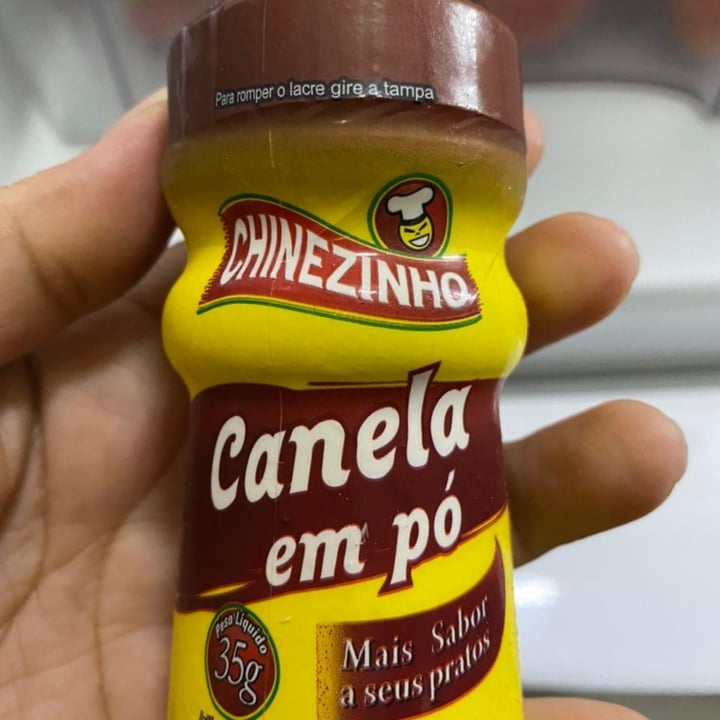 Para romper o lacre gire a tampa
CHINEZINHO
Canela
em pó
Peso Líquido
35g
Mais Sabor
a seus pratos